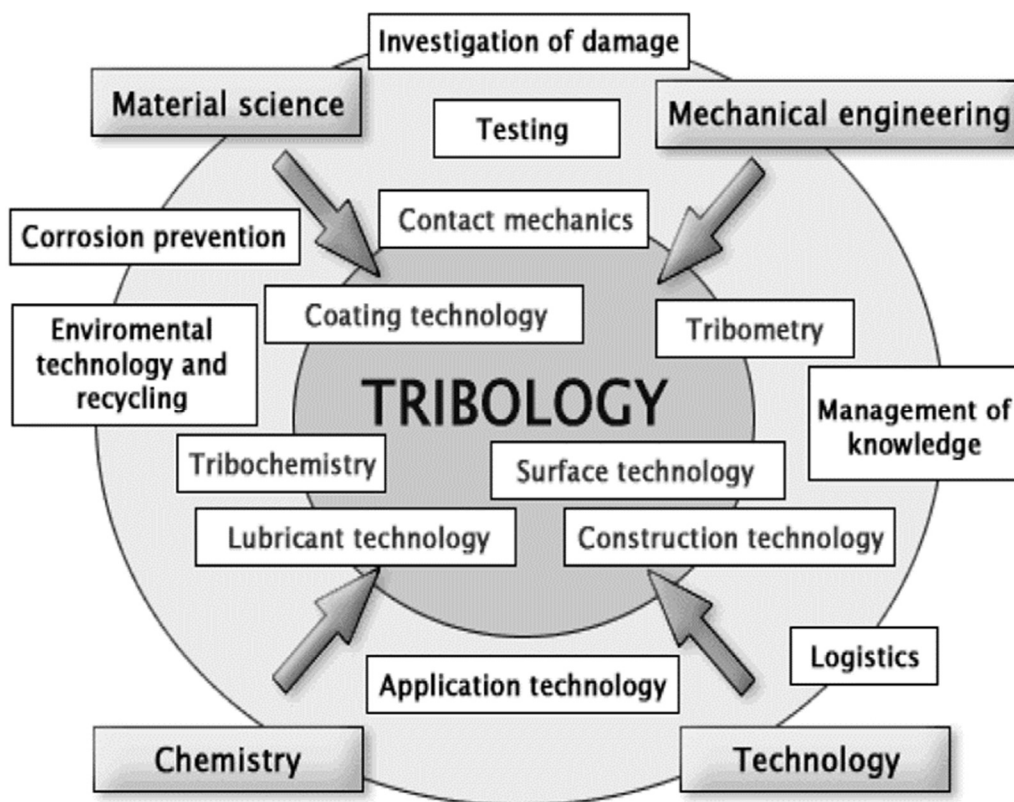 Investigation of damage
Material science
Mechanical engineering
Testing
Contact mechanics
Corrosion prevention
Coating technology
Tribometry
Enviromental
technology and
recycling
TRIBOLOGY
Management of
knowledge
Tribochemistry
Surface technology
Lubricant technology
Construction technology
Logistics
Application technology
Chemistry
Technology